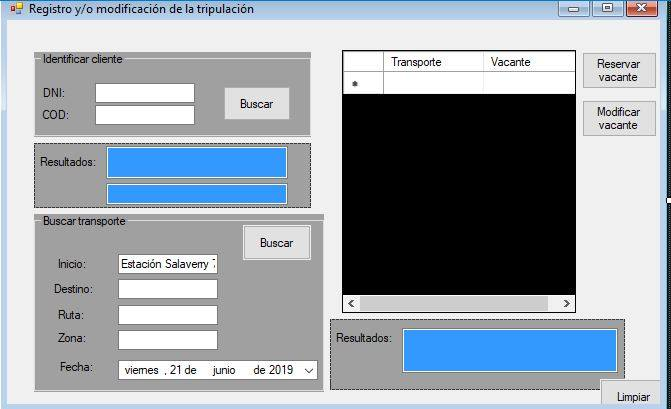 Registro y/o modificación de la tripulación
Identificar cliente
DNI:
COD:
Buscar
Resultados:
Buscar transporte
Buscar
Inicio:
Estación Salaverry
Destino:
Ruta:
Zona:
Fecha:
viernes , 21 de junio de 2019
Transporte Vacante
*
Reservar
vacante
Modificar
vacante
Resultados:
Limpiar